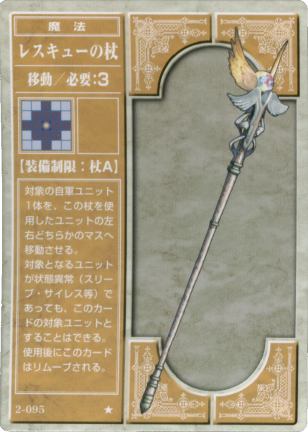 魔法
レスキューの杖
移動／必要:3
【装備制限：杖A】
対象の自軍ユニット
1体を、この杖を使
用したユニットの左
右どちらかのマスへ
移動させる。
対象となるユニット
が状態異常（スリー
プ・サイレス等）で
あっても、このカー
ドの対象ユニットと
することはできる。
使用後にこのカード
はリムーブされる。
2-095 ★